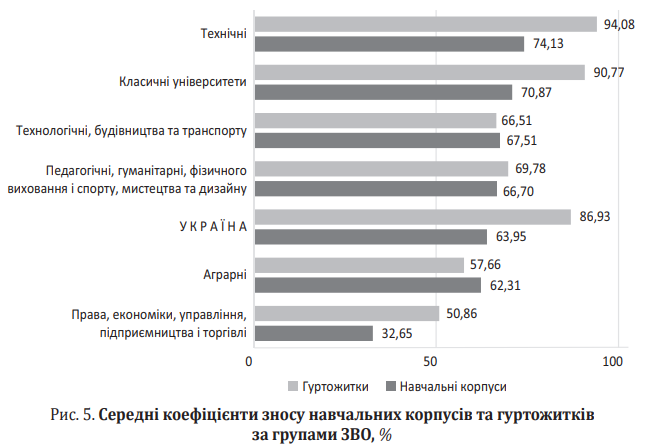 Технічні
94,08
74,13
Класичні університети
90,77
70,87
Технологічні, будівництва та транспорту
66,51
67,51
Педагогічні, гуманітарні, фізичного
виховання і спорту, мистецтва та дизайну
69,78
66,70
У К Р А Ї Н А
86,93
63,95
Аграрні
57,66
62,31
Права, економіки, управління,
підприємництва і торгівлі
50,86
32,65
0 50 100
Гуртожитки Навчальні корпуси
Рис. 5. Середні коефіцієнти зносу навчальних корпусів та гуртожитків
за групами ЗВО, %